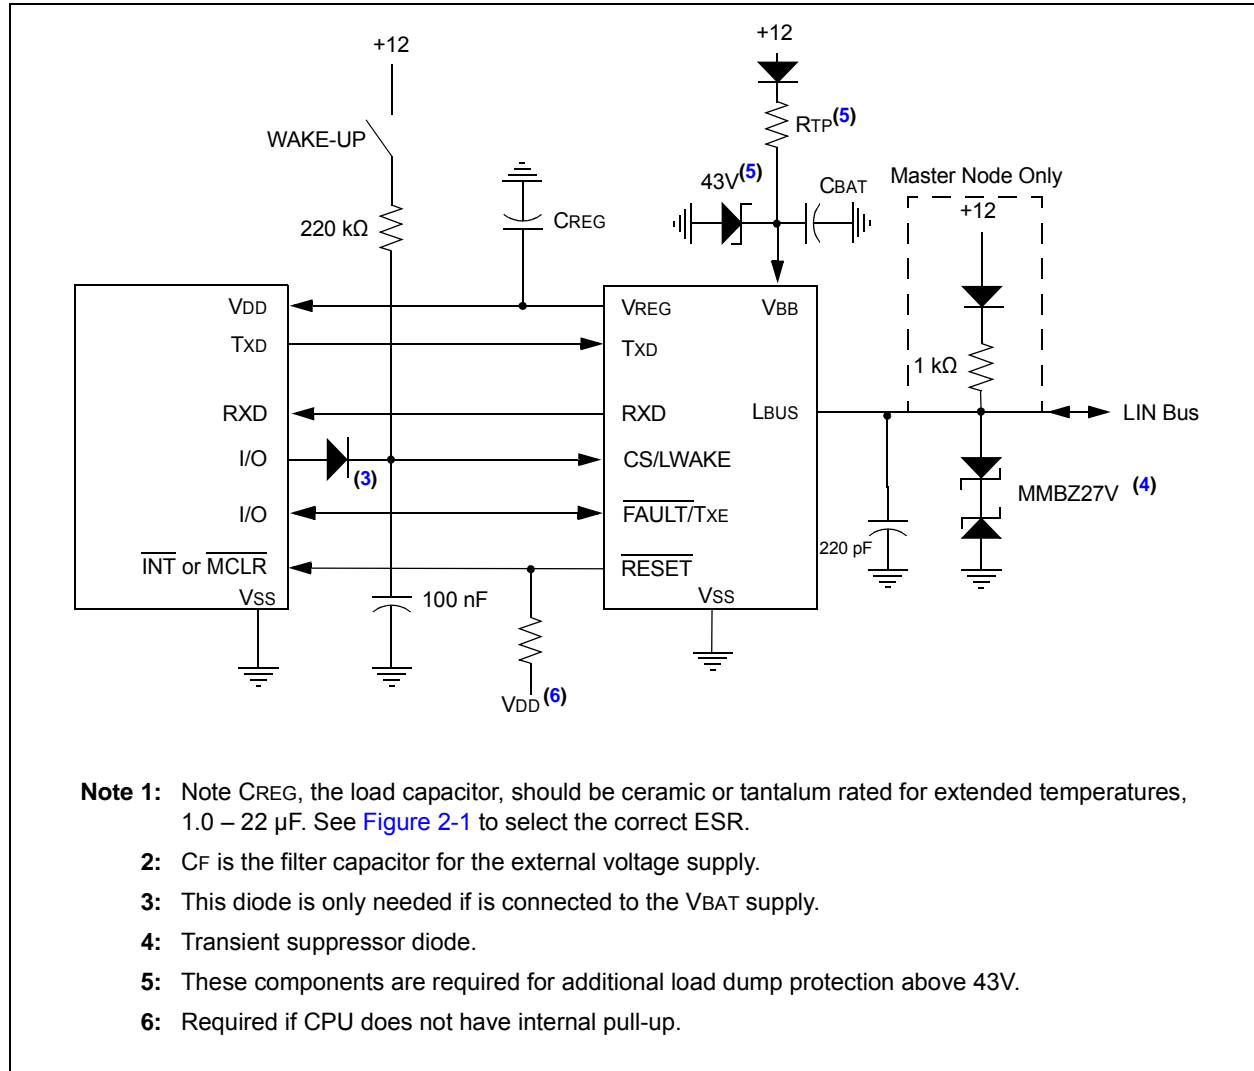 +12
+12
WAKE-UP
RTP(5)
43V(5)
CBAT
Master Node Only
+12
220 kΩ
CREG
VDD
VREG
VBB
TXD
TXD
1 kΩ
RXD
RXD
LBUS
LIN Bus
I/O
(3)
CS/LWAKE
MMBZ27V (4)
I/O
FAULT/TXE
220 pF
INT or MCLR
RESET
VSS
100 nF
VSS
VDD(6)
Note 1: Note CREG, the load capacitor, should be ceramic or tantalum rated for extended temperatures,
1.0 – 22 µF. See Figure 2-1 to select the correct ESR.
2: CF is the filter capacitor for the external voltage supply.
3: This diode is only needed if is connected to the VBAT supply.
4: Transient suppressor diode.
5: These components are required for additional load dump protection above 43V.
6: Required if CPU does not have internal pull-up.